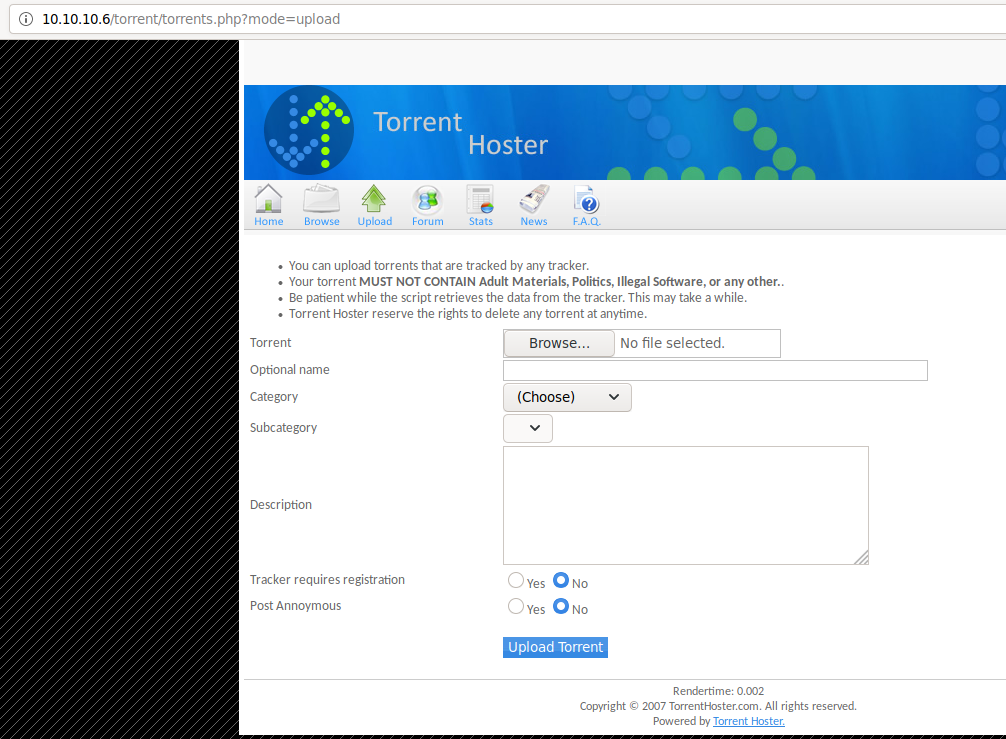 10.10.10.6/torrent/torrents.php?mode=upload
Torrent
Hoster
Home Browse Upload Forum Stats News F.A.Q.
• You can upload torrents that are tracked by any tracker.
• Your torrent MUST NOT CONTAIN Adult Materials, Politics, Illegal Software, or any other..
• Be patient while the script retrieves the data from the tracker. This may take a while.
• Torrent Hoster reserve the rights to delete any torrent at anytime.
Torrent Browse... No file selected.
Optional name
Category (Choose)
Subcategory
Description
Tracker requires registration Yes No
Post Annoymous Yes No
Upload Torrent
Rendertime: 0.002
Copyright © 2007 TorrentHoster.com. All rights reserved.
Powered by Torrent Hoster.